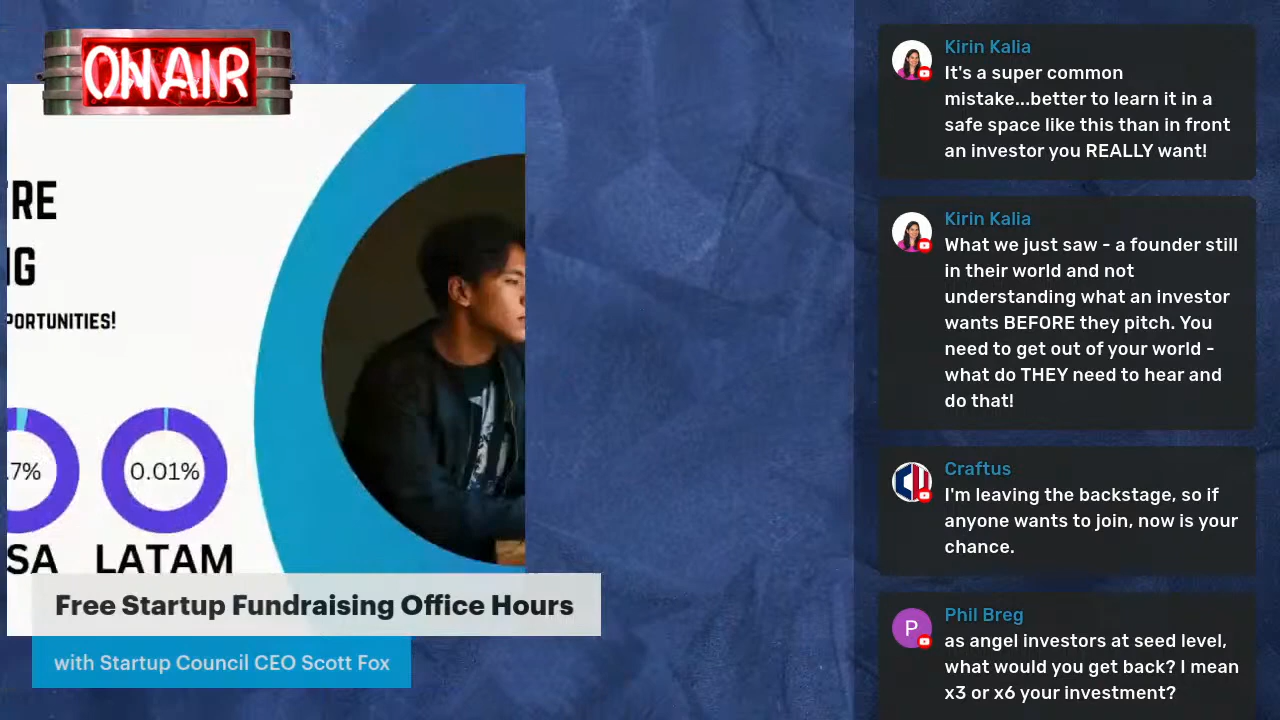 ON AIR
RE
G
PORTUNITIES!
.7%
0.01%
SA
LATAM
Free Startup Fundraising Office Hours
with Startup Council CEO Scott Fox
Kirin Kalia
It's a super common
mistake...better to learn it in a
safe space like this than in front
an investor you REALLY want!
Kirin Kalia
What we just saw - a founder still
in their world and not
understanding what an investor
wants BEFORE they pitch. You
need to get out of your world -
what do THEY need to hear and
do that!
Craftus
I'm leaving the backstage, so if
anyone wants to join, now is your
chance.
P
Phil Breg
as angel investors at seed level,
what would you get back? I mean
x3 or x6 your investment?